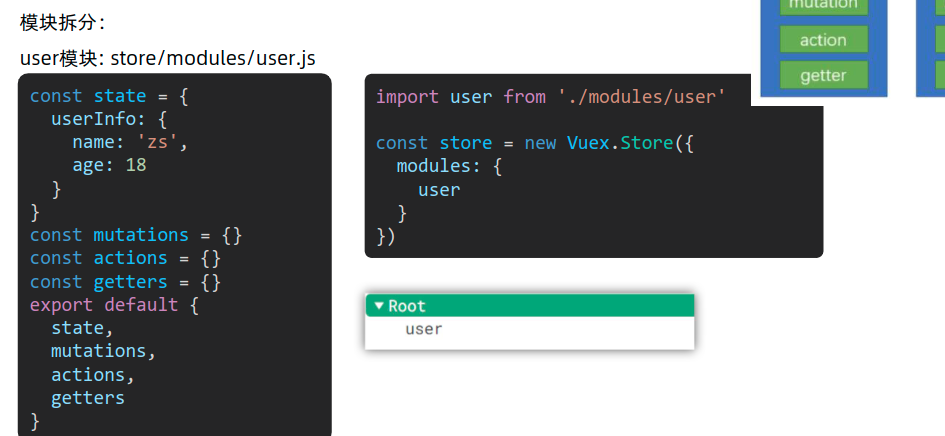 模块拆分：
user模块: store/modules/user.js
const state = {
  userInfo: {
    name: 'zs',
    age: 18
  }
}
const mutations = {}
const actions = {}
const getters = {}
export default {
  state,
  mutations,
  actions,
  getters
}
import user from './modules/user'
const store = new Vuex.Store({
  modules: {
    user
  }
})
Root
user
mutation
action
getter